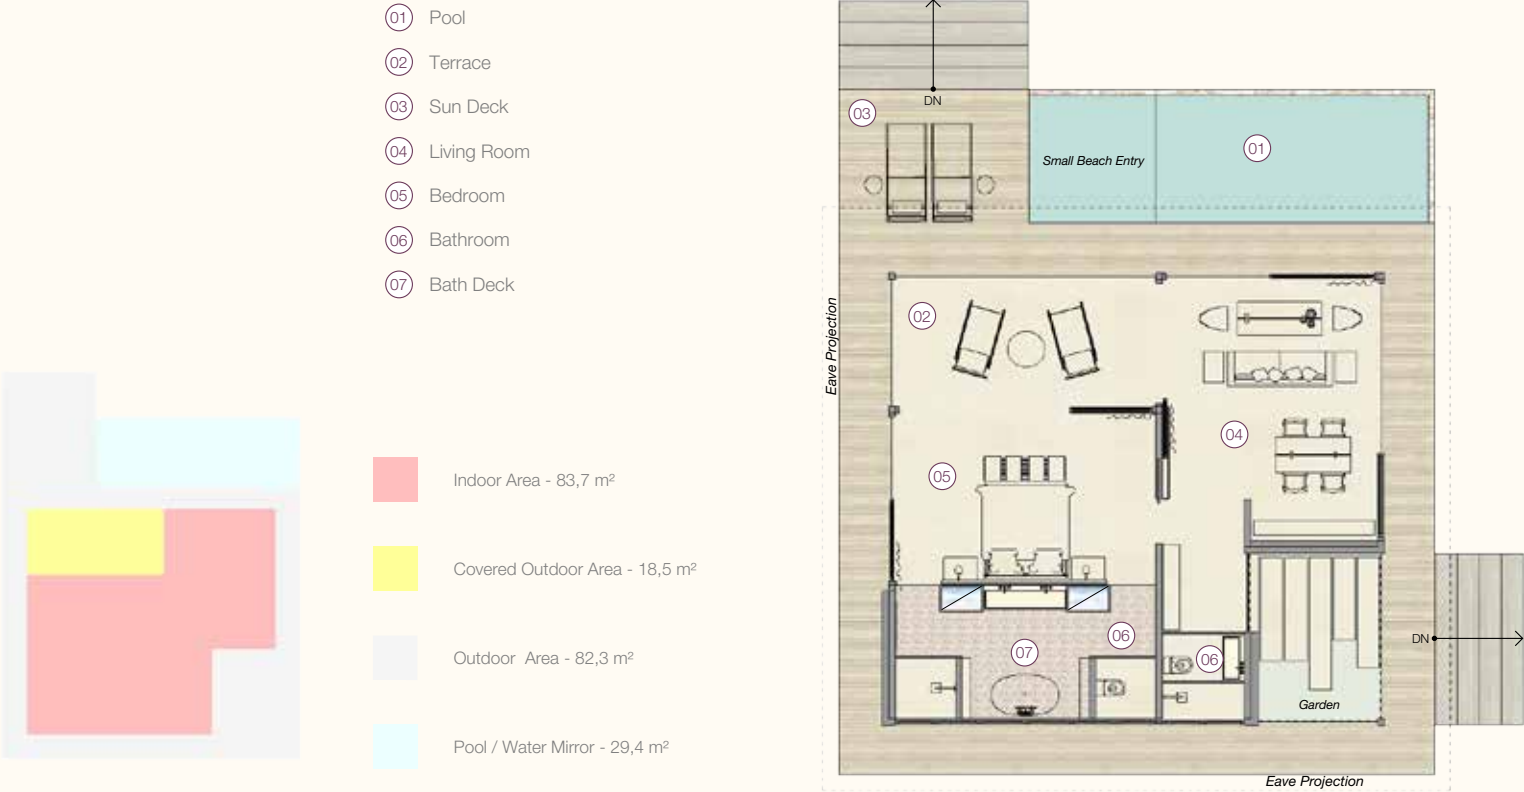 01 Pool
02 Terrace
03 Sun Deck
04 Living Room
05 Bedroom
06 Bathroom
07 Bath Deck
Indoor Area - 83,7 m²
Covered Outdoor Area - 18,5 m²
Outdoor  Area - 82,3 m²
Pool / Water Mirror - 29,4 m²
DN
03
01
Small Beach Entry
02
Eave Projection
04
05
06
07
06
DN
Garden
Eave Projection